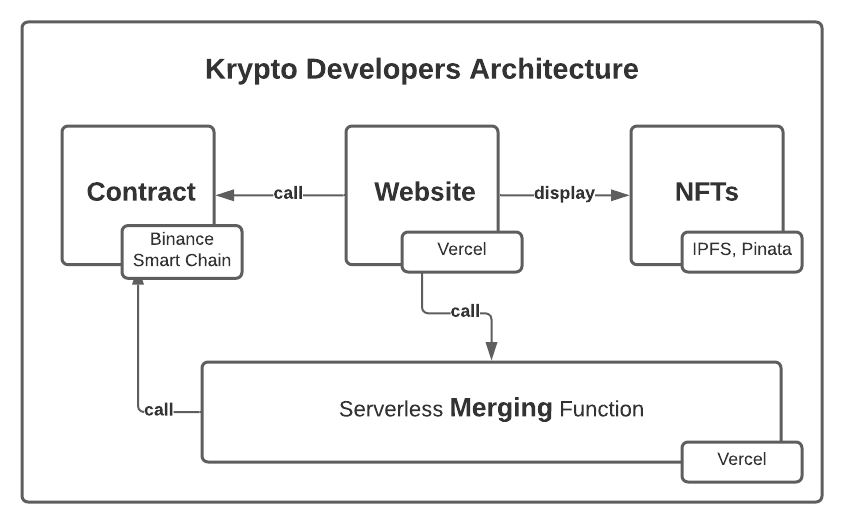 Krypto Developers Architecture
Contract
call
Website
display
NFTs
Binance
Smart Chain
Vercel
IPFS, Pinata
call
call
Serverless Merging Function
Vercel